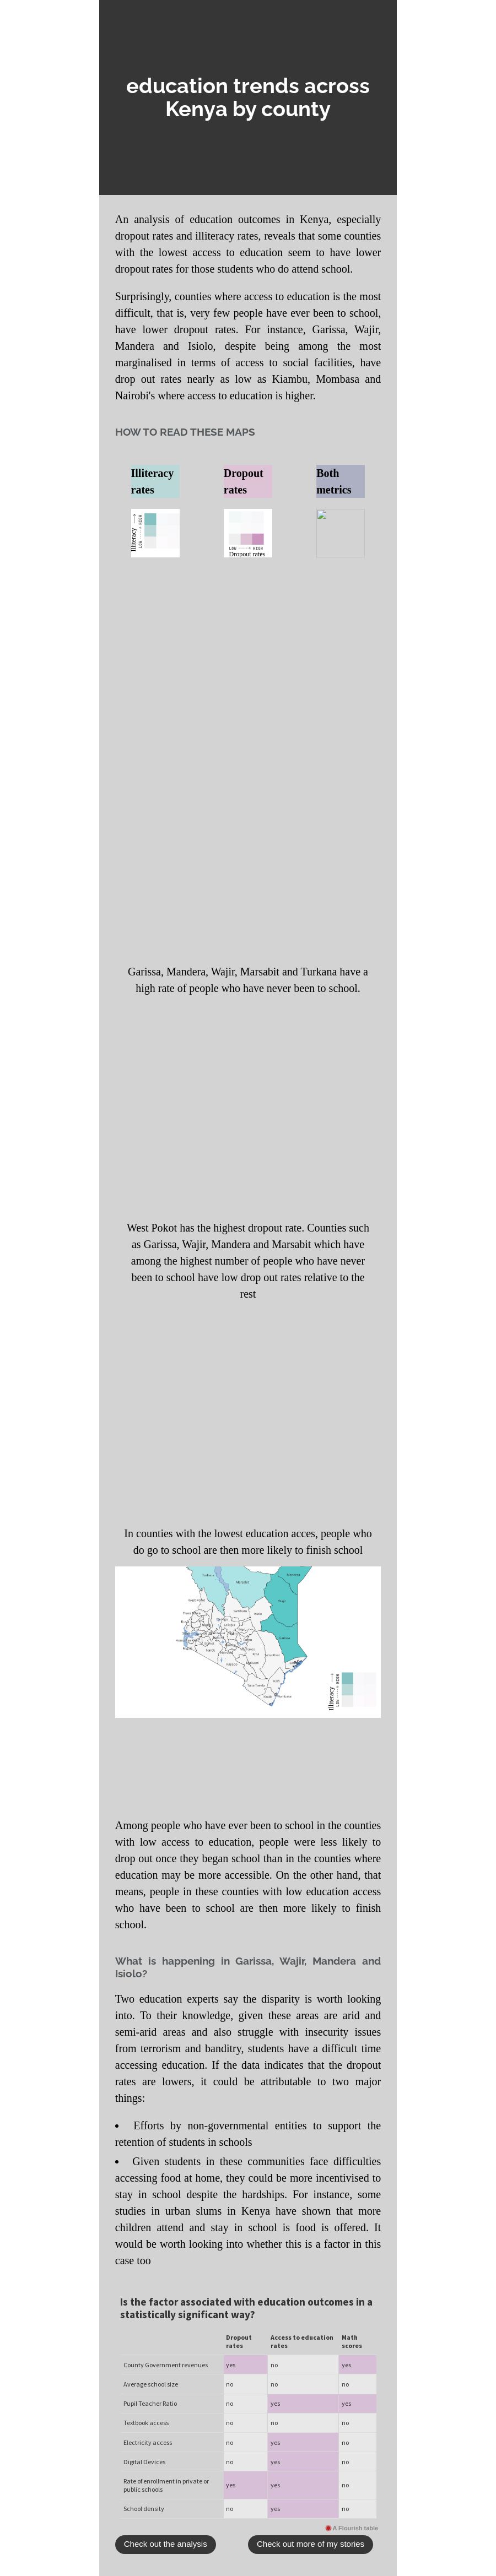 education trends across
Kenya by county
An analysis of education outcomes in Kenya, especially
dropout rates and illiteracy rates, reveals that some counties
with the lowest access to education seem to have lower
dropout rates for those students who do attend school.
Surprisingly, counties where access to education is the most
difficult, that is, very few people have ever been to school,
have lower dropout rates. For instance, Garissa, Wajir,
Mandera and Isiolo, despite being among the most
marginalised in terms of access to social facilities, have
drop out rates nearly as low as Kiambu, Mombasa and
Nairobi's where access to education is higher.
HOW TO READ THESE MAPS
Illiteracy
rates
Dropout
rates
Both
metrics
Illiteracy →
LOW → HIGH
LOW → HIGH
Dropout rates
Garissa, Mandera, Wajir, Marsabit and Turkana have a
high rate of people who have never been to school.
West Pokot has the highest dropout rate. Counties such
as Garissa, Wajir, Mandera and Marsabit which have
among the highest number of people who have never
been to school have low drop out rates relative to the
rest
In counties with the lowest education acces, people who
do go to school are then more likely to finish school
Illiteracy →
LOW → HIGH
Among people who have ever been to school in the counties
with low access to education, people were less likely to
drop out once they began school than in the counties where
education may be more accessible. On the other hand, that
means, people in these counties with low education access
who have been to school are then more likely to finish
school.
What is happening in Garissa, Wajir, Mandera and
Isiolo?
Two education experts say the disparity is worth looking
into. To their knowledge, given these areas are arid and
semi-arid areas and also struggle with insecurity issues
from terrorism and banditry, students have a difficult time
accessing education. If the data indicates that the dropout
rates are lowers, it could be attributable to two major
things:
• Efforts by non-governmental entities to support the
retention of students in schools
• Given students in these communities face difficulties
accessing food at home, they could be more incentivised to
stay in school despite the hardships. For instance, some
studies in urban slums in Kenya have shown that more
children attend and stay in school is food is offered. It
would be worth looking into whether this is a factor in this
case too
Is the factor associated with education outcomes in a
statistically significant way?
Dropout rates Access to education rates Math scores
County Government revenues yes no yes
Average school size no no no
Pupil Teacher Ratio no yes yes
Textbook access no no no
Electricity access no yes no
Digital Devices no yes no
Rate of enrollment in private or public schools yes yes no
School density no yes no
A Flourish table
Check out the analysis
Check out more of my stories